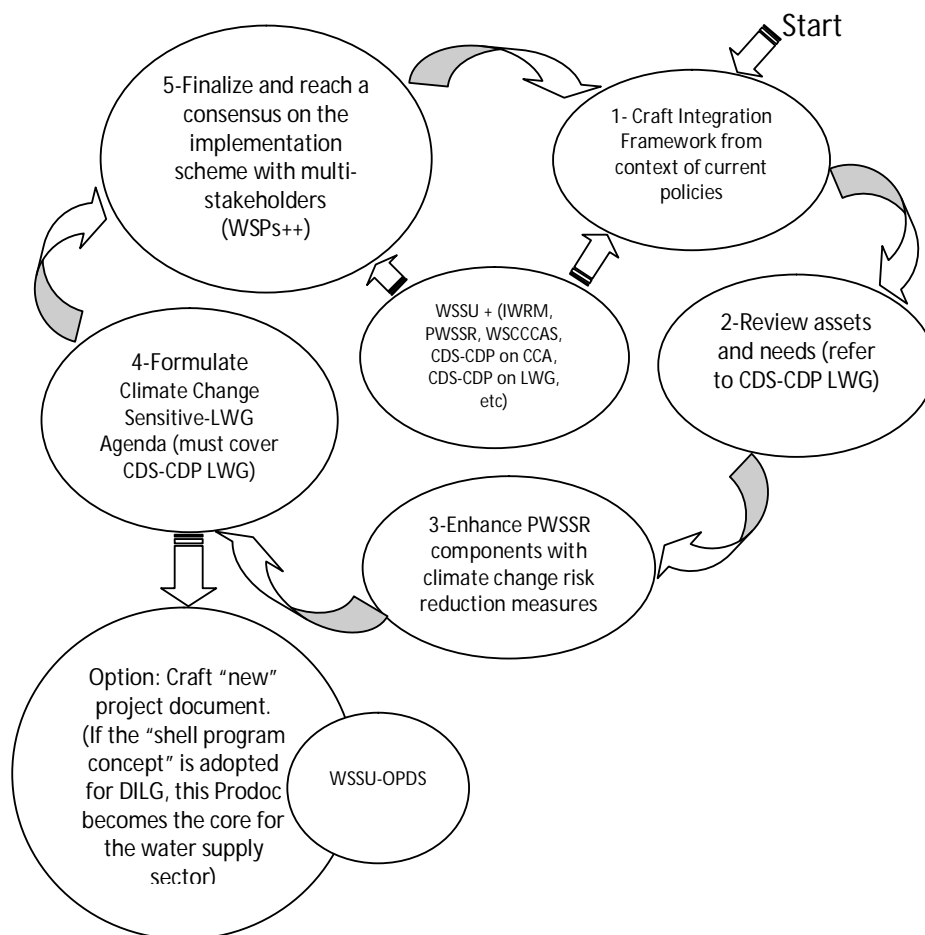 Start
1- Craft Integration
Framework from
context of current
policies
2-Review assets
and needs (refer
to CDS-CDP LWG)
3-Enhance PWSSR
components with
climate change risk
reduction measures
4-Formulate
Climate Change
Sensitive-LWG
Agenda (must cover
CDS-CDP LWG)
5-Finalize and reach a
consensus on the
implementation
scheme with multi-
stakeholders
(WSPs++)
WSSU + (IWRM,
PWSSR, WSCCCAS,
CDS-CDP on CCA,
CDS-CDP on LWG,
etc)
Option: Craft “new”
project document.
(If the “shell program
concept” is adopted
for DILG, this Prodoc
becomes the core for
the water supply
sector)
WSSU-OPDS